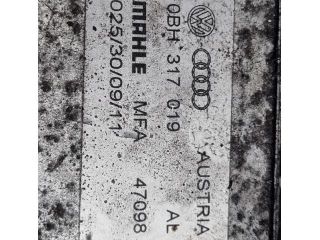 AUSTRIA
0BH 317 019 AL
MAHLE MFA 47098
025/30/09/11